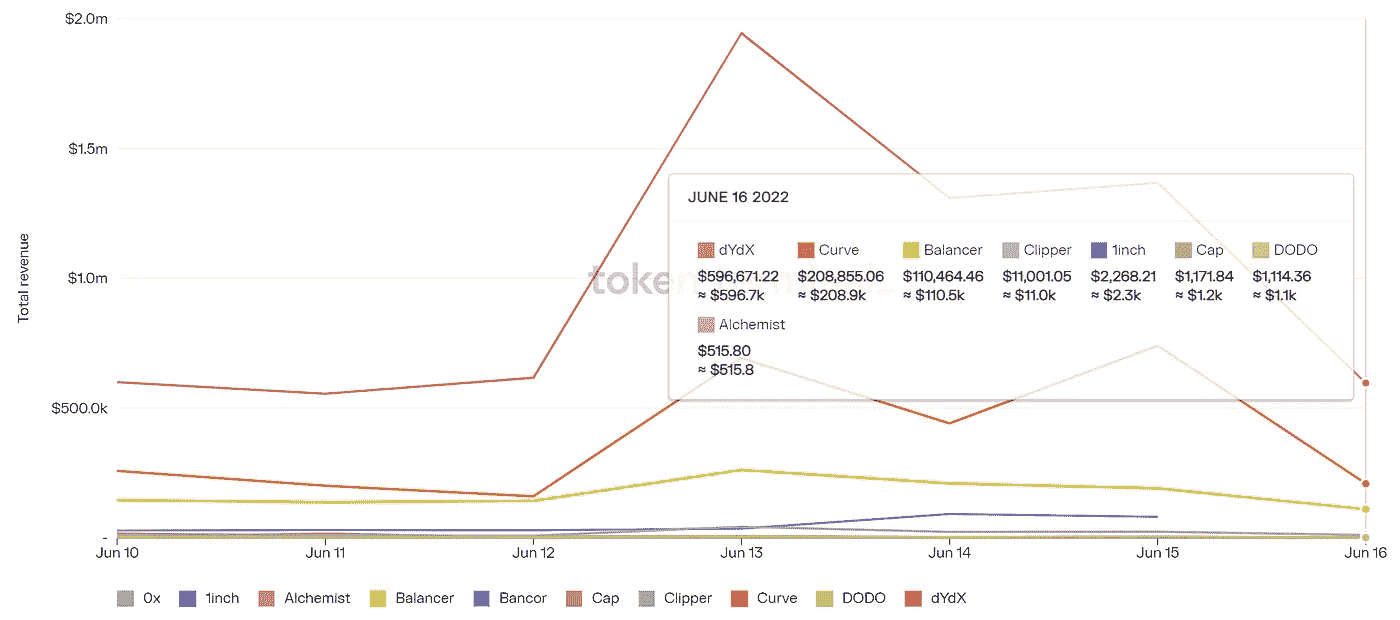 $2.0m
$1.5m
$1.0m
$500.0k
-
Total revenue
JUNE 16 2022
dYdX Curve Balancer Clipper 1inch Cap DODO
$596,671.22 $208,855.06 $110,464.46 $11,001.05 $2,268.21 $1,171.84 $1,114.36
≈ $596.7k ≈ $208.9k ≈ $110.5k ≈ $11.0k ≈ $2.3k ≈ $1.2k ≈ $1.1k
Alchemist
$515.80
≈ $515.8
Jun 10 Jun 11 Jun 12 Jun 13 Jun 14 Jun 15 Jun 16
0x 1inch Alchemist Balancer Bancor Cap Clipper Curve DODO dYdX